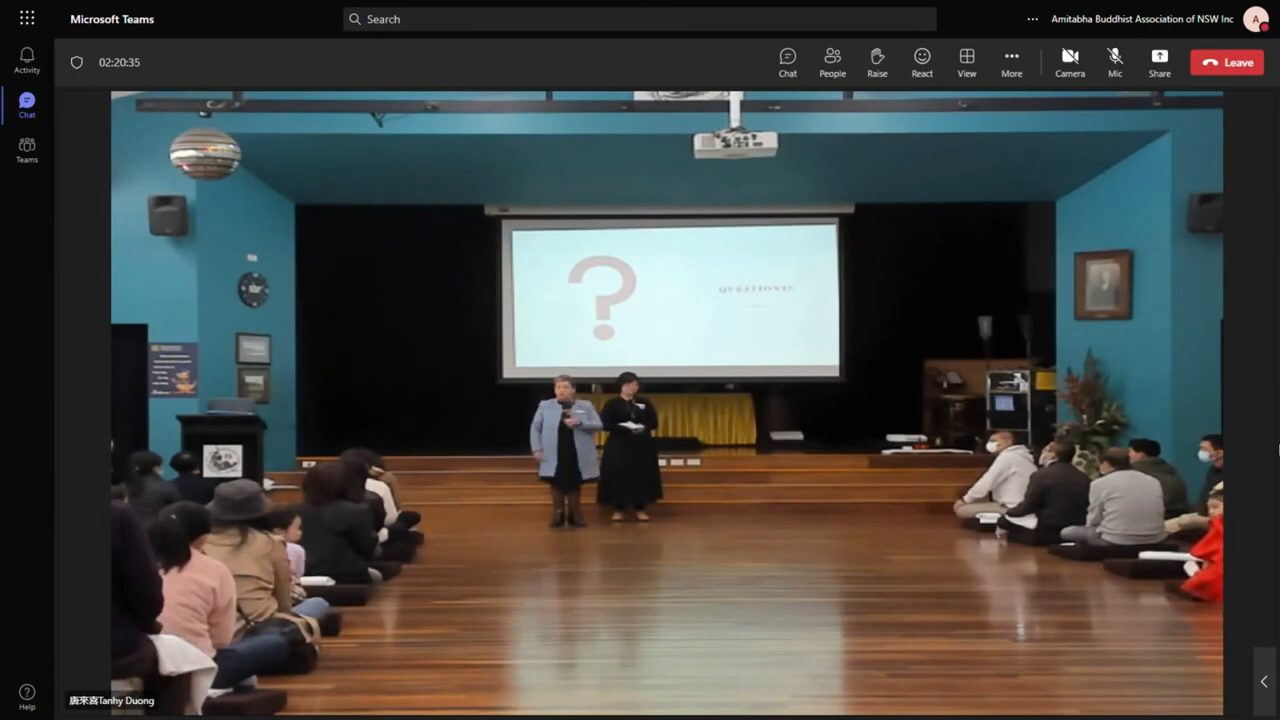 Microsoft Teams
Search
Amitabha Buddhist Association of NSW Inc
A
02:20:35
Chat
People
Raise
React
View
More
Camera
Mic
Share
Leave
Activity
Chat
Teams
?
QUESTIONS
Help
唐來喜Tanhy Duong